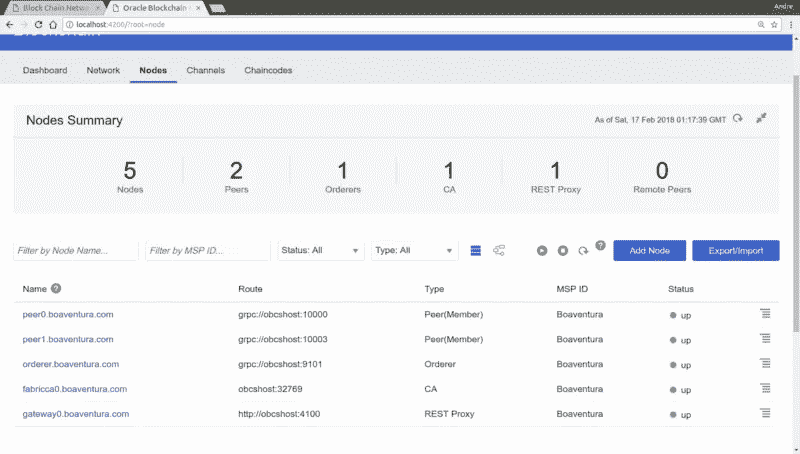 Andre
Block Chain Netwo
Oracle Blockchain
localhost:4200/?root=node
Dashboard Network Nodes Channels Chaincodes
Nodes Summary
As of Sat, 17 Feb 2018 01:17:39 GMT
5 2 1 1 1 0
Nodes Peers Orderers CA REST Proxy Remote Peers
Filter by Node Name... Filter by MSP ID... Status: All Type: All ? Add Node Export/Import
Name ? Route Type MSP ID Status
peer0.boaventura.com grpc://obcshost:10000 Peer(Member) Boaventura up
peer1.boaventura.com grpc://obcshost:10003 Peer(Member) Boaventura up
orderer.boaventura.com grpc://obcshost:9101 Orderer Boaventura up
fabricca0.boaventura.com obcshost:32769 CA Boaventura up
gateway0.boaventura.com http://obcshost:4100 REST Proxy Boaventura up